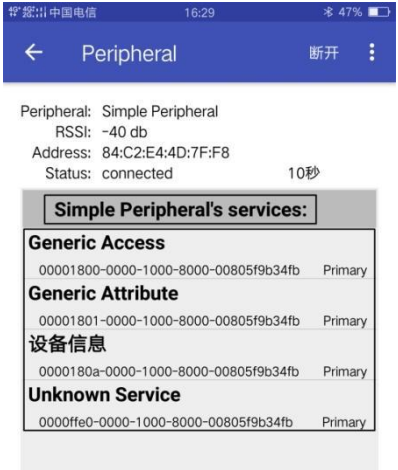 中国电信 16:29 47%
Peripheral 断开
Peripheral: Simple Peripheral
RSSI: -40 db
Address: 84:C2:E4:4D:7F:F8
Status: connected 10秒
Simple Peripheral's services:
Generic Access
00001800-0000-1000-8000-00805f9b34fb Primary
Generic Attribute
00001801-0000-1000-8000-00805f9b34fb Primary
设备信息
0000180a-0000-1000-8000-00805f9b34fb Primary
Unknown Service
0000ffe0-0000-1000-8000-00805f9b34fb Primary